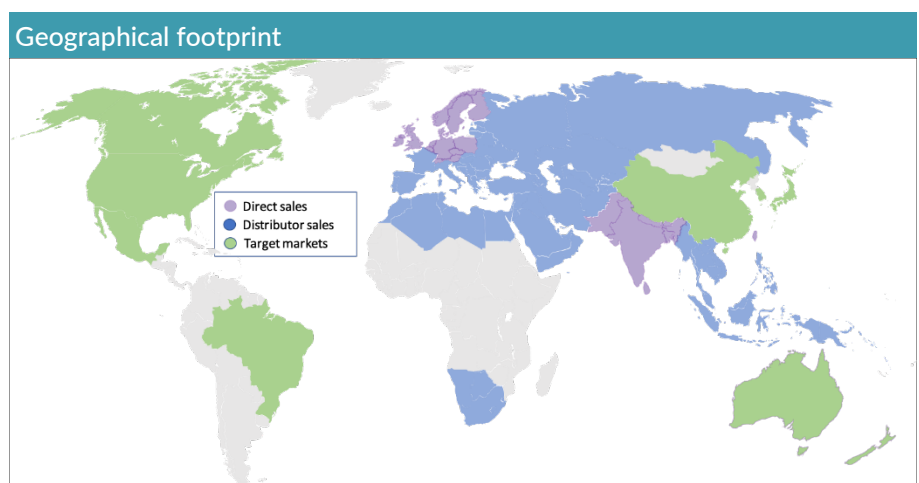 Geographical footprint
Direct sales
Distributor sales
Target markets